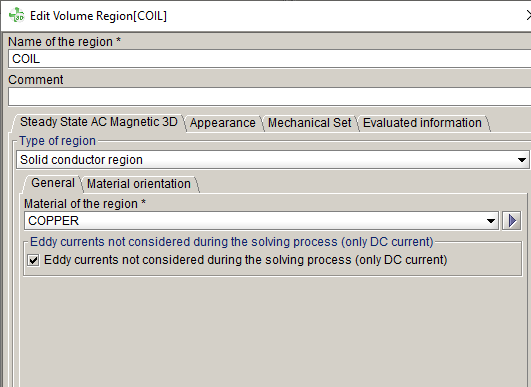 Edit Volume Region[COIL]
Name of the region *
COIL
Comment
Steady State AC Magnetic 3D Appearance Mechanical Set Evaluated information
Type of region
Solid conductor region
General Material orientation
Material of the region *
COPPER
Eddy currents not considered during the solving process (only DC current)
Eddy currents not considered during the solving process (only DC current)